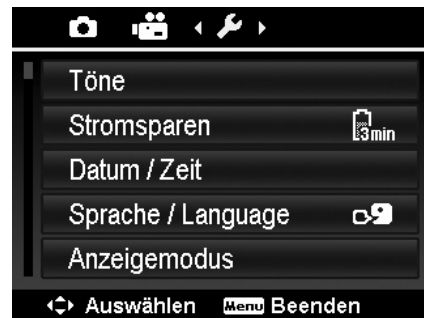 Töne
Stromsparen 3min
Datum / Zeit
Sprache / Language
Anzeigemodus
Auswählen Menu Beenden